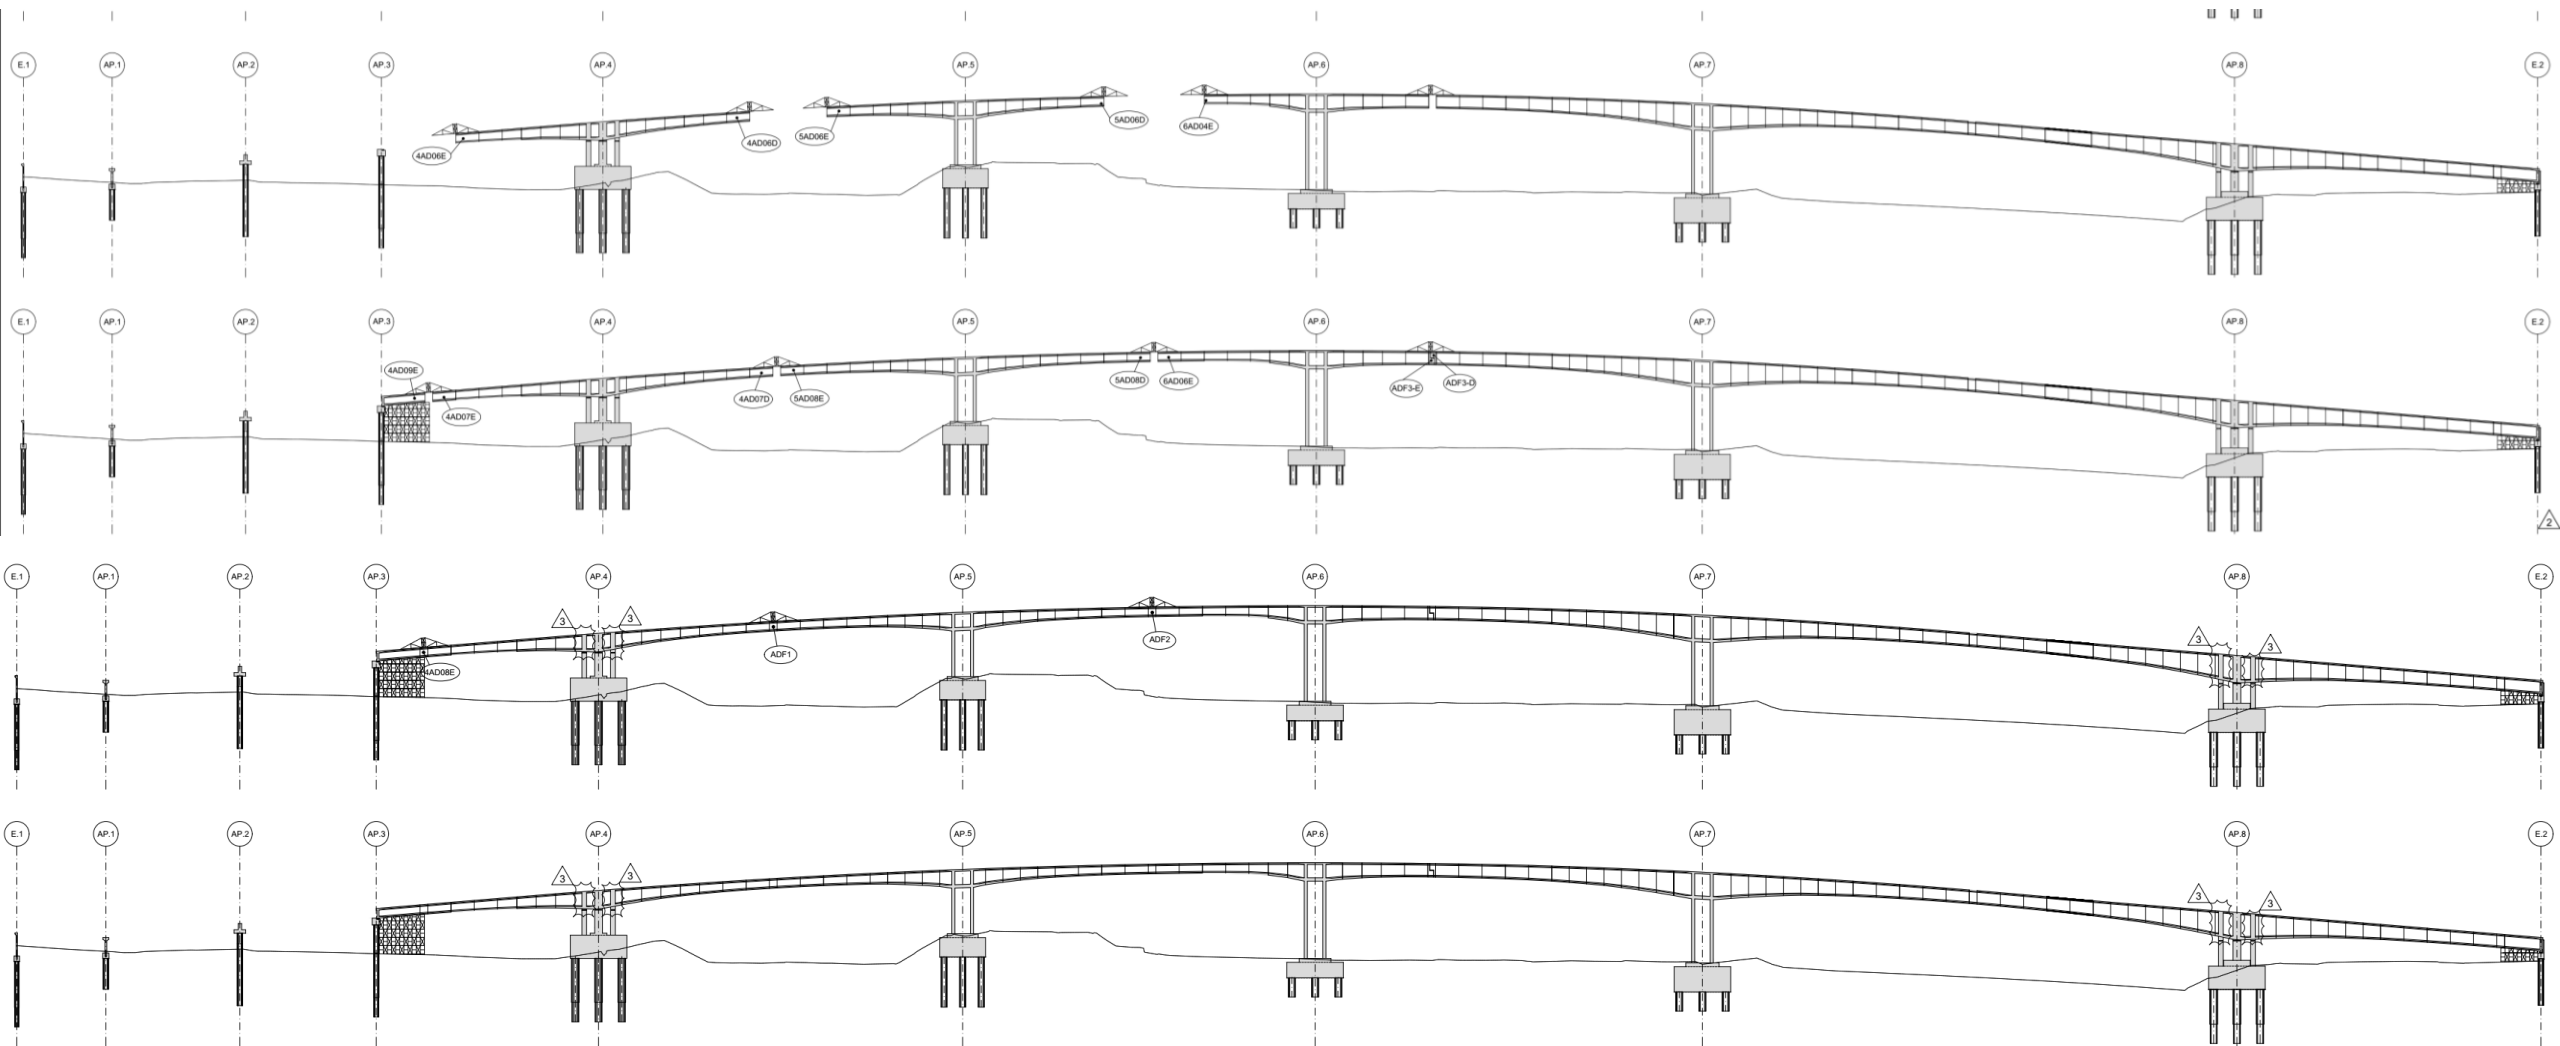 E.1 AP.1 AP.2 AP.3 AP.4 AP.5 AP.6 AP.7 AP.8 E.2
4AD06E 4AD06D 5AD06E 5AD06D 6AD04E
E.1 AP.1 AP.2 AP.3 AP.4 AP.5 AP.6 AP.7 AP.8 E.2
4AD09E 4AD07E 4AD07D 5AD08E 5AD08D 6AD06E ADF3-E ADF3-D
2
E.1 AP.1 AP.2 AP.3 AP.4 AP.5 AP.6 AP.7 AP.8 E.2
3 3 3 3
4AD08E ADF1 ADF2
E.1 AP.1 AP.2 AP.3 AP.4 AP.5 AP.6 AP.7 AP.8 E.2
3 3 3 3